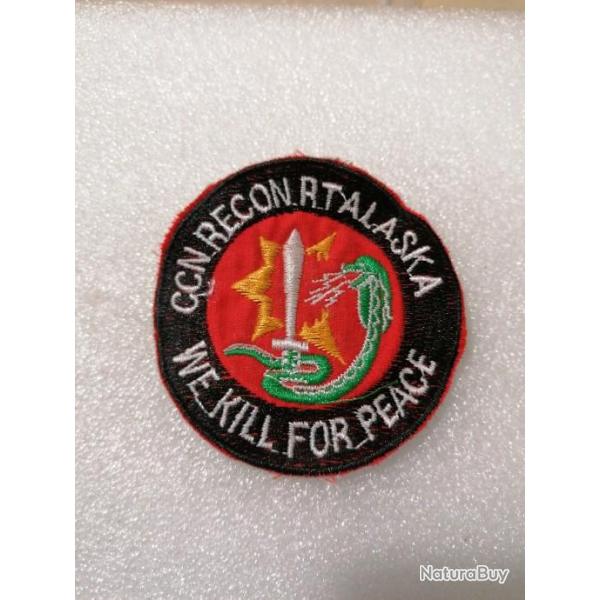 CCN RECON RT ALASKA
WE KILL FOR PEACE
NaturaBuy